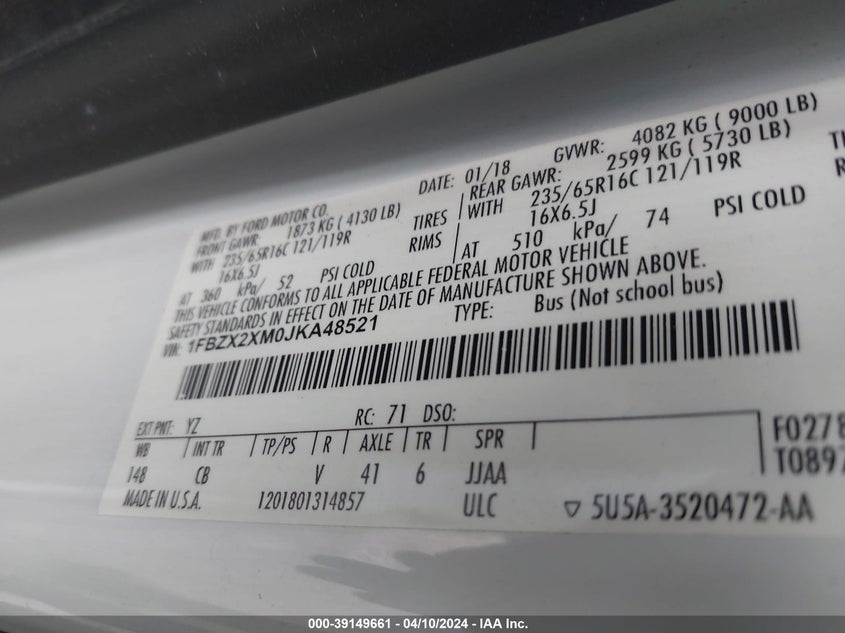 MFD. BY FORD MOTOR CO. DATE: 01/18 GVWR: 4082 KG ( 9000 LB)
FRONT GAWR: 1873 KG ( 4130 LB) REAR GAWR: 2599 KG ( 5730 LB)
WITH 235/65R16C 121/119R TIRES WITH 235/65R16C 121/119R
16X6.5J RIMS 16X6.5J
AT 360 kPa/ 52 PSI COLD AT 510 kPa/ 74 PSI COLD
THIS VEHICLE CONFORMS TO ALL APPLICABLE FEDERAL MOTOR VEHICLE
SAFETY STANDARDS IN EFFECT ON THE DATE OF MANUFACTURE SHOWN ABOVE.
VIN: 1FBZX2XM0JKA48521 TYPE: Bus (Not school bus)
EXT PNT: YZ RC: 71 DSO:
WB INT TR TP/PS R AXLE TR SPR
148 CB V 41 6 JJAA
MADE IN U.S.A. 1201801314857 ULC ▽ 5U5A-3520472-AA
F0278
T0897
000-39149661 - 04/10/2024 - IAA Inc.